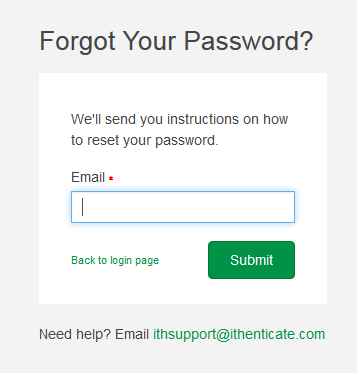 Forgot Your Password?
We'll send you instructions on how
to reset your password.
Email *
Back to login page
Submit
Need help? Email ithsupport@ithenticate.com